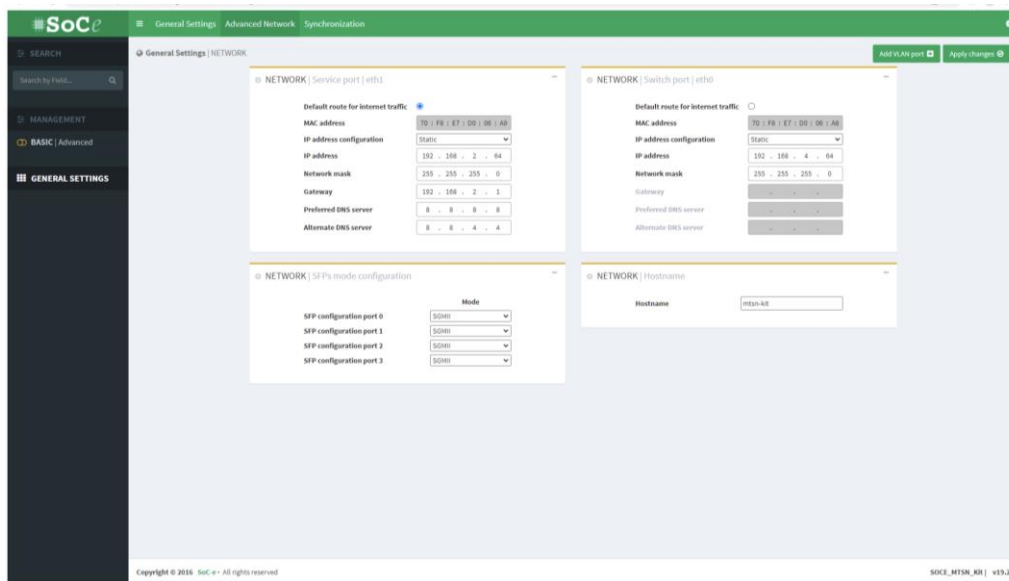 SoCe
General Settings Advanced Network Synchronization
SEARCH
Search by Field...
MANAGEMENT
BASIC | Advanced
GENERAL SETTINGS
General Settings | NETWORK
Add VLAN port
Apply changes
NETWORK | Service port | eth1
Default route for internet traffic
MAC address 70 : F8 : E7 : D0 : 06 : A9
IP address configuration Static
IP address 192 . 168 . 2 . 64
Network mask 255 . 255 . 255 . 0
Gateway 192 . 168 . 2 . 1
Preferred DNS server 8 . 8 . 8 . 8
Alternate DNS server 8 . 8 . 4 . 4
NETWORK | Switch port | eth0
Default route for internet traffic
MAC address 70 : F8 : E7 : D0 : 06 : A8
IP address configuration Static
IP address 192 . 168 . 4 . 64
Network mask 255 . 255 . 255 . 0
Gateway . . .
Preferred DNS server . . .
Alternate DNS server . . .
NETWORK | SFPs mode configuration
Mode
SFP configuration port 0 SGMII
SFP configuration port 1 SGMII
SFP configuration port 2 SGMII
SFP configuration port 3 SGMII
NETWORK | Hostname
Hostname mtsn-kit
Copyright © 2016 SoC-e • All rights reserved
SOCE_MTSN_Kit |